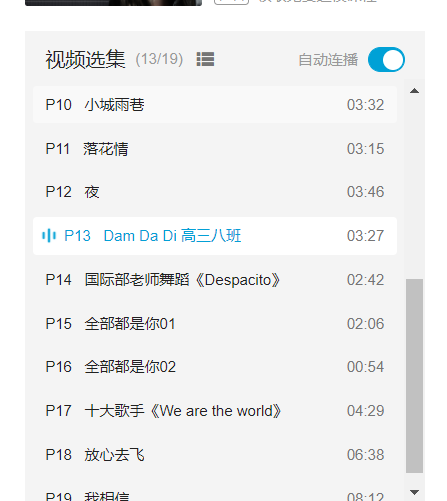 视频选集 (13/19) 自动连播
P10 小城雨巷 03:32
P11 落花情 03:15
P12 夜 03:46
P13 Dam Da Di 高三八班 03:27
P14 国际部老师舞蹈《Despacito》 02:42
P15 全部都是你01 02:06
P16 全部都是你02 00:54
P17 十大歌手《We are the world》 04:29
P18 放心去飞 06:38
P19 我相信 08:12